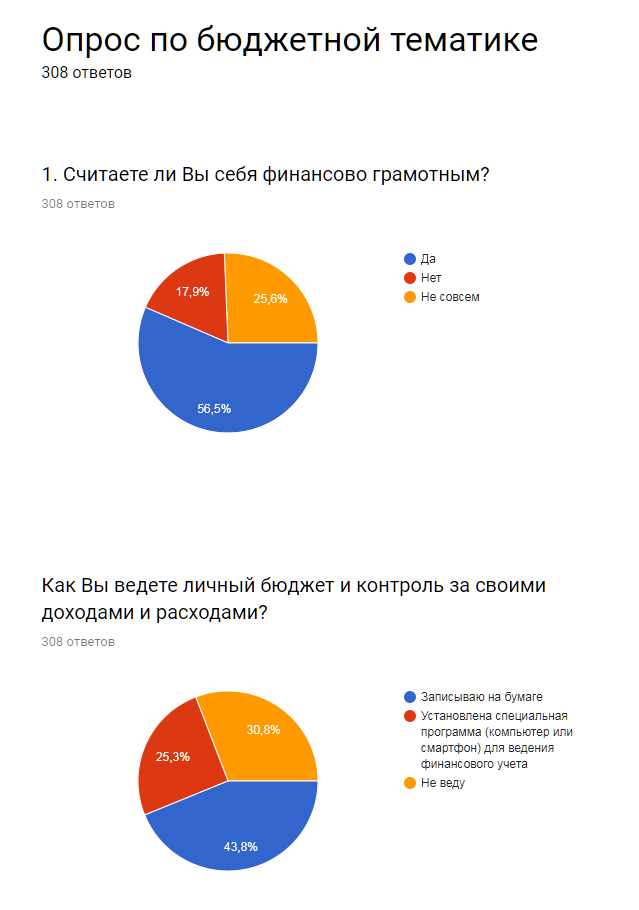 Опрос по бюджетной тематике
308 ответов
1. Считаете ли Вы себя финансово грамотным?
308 ответов
Да
Нет
Не совсем
17,9%
25,6%
56,5%
Как Вы ведете личный бюджет и контроль за своими
доходами и расходами?
308 ответов
Записываю на бумаге
Установлена специальная
программа (компьютер или
смартфон) для ведения
финансового учета
Не веду
30,8%
25,3%
43,8%